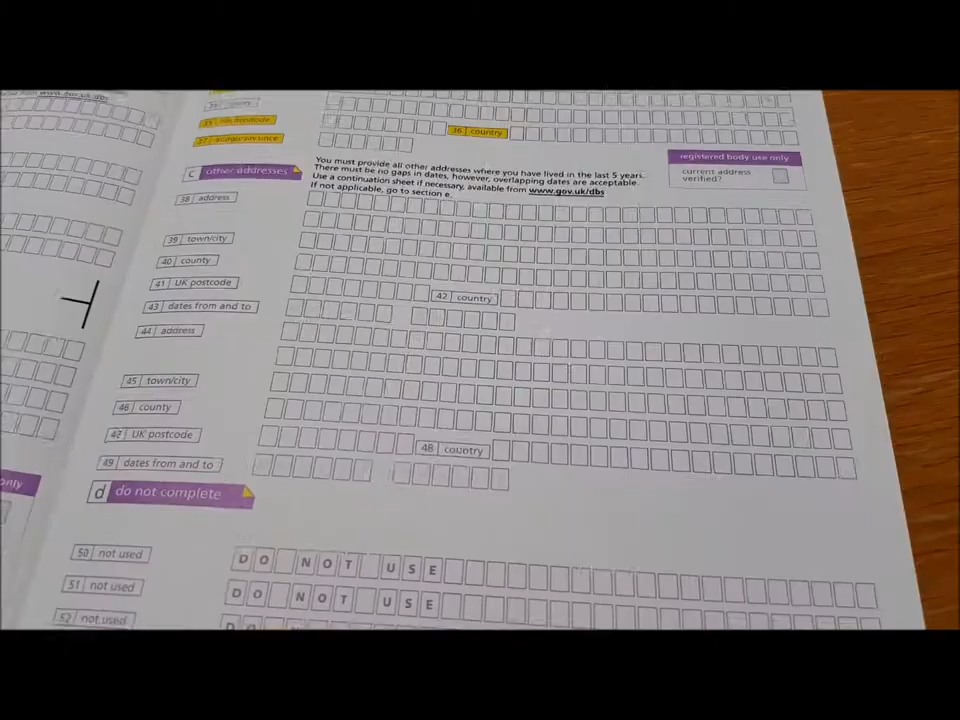 36 country
c other addresses
You must provide all other addresses where you have lived in the last 5 years.
There must be no gaps in dates, however, overlapping dates are acceptable.
Use a continuation sheet if necessary, available from www.gov.uk/dbs
If not applicable, go to section e.
registered body use only
current address
verified?
38 address
39 town/city
40 county
41 UK postcode
42 country
43 dates from and to
44 address
45 town/city
46 county
47 UK postcode
48 country
49 dates from and to
only
d do not complete
50 not used
DO NOT USE
51 not used
DO NOT USE
52 not used